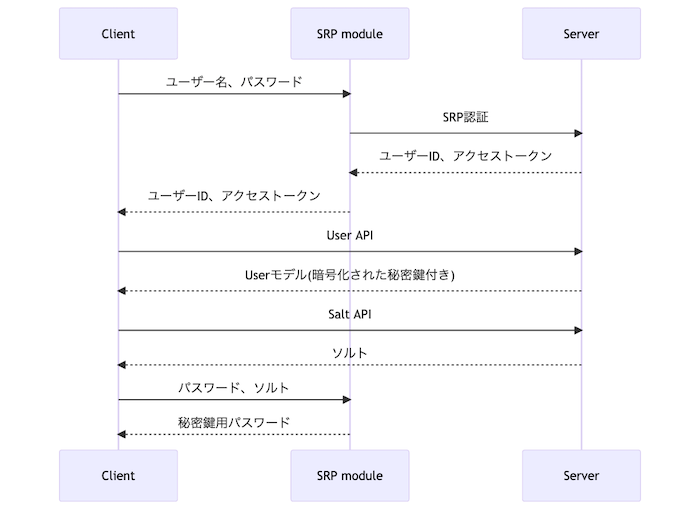 Client
SRP module
Server
ユーザー名、パスワード
SRP認証
ユーザーID、アクセストークン
ユーザーID、アクセストークン
User API
Userモデル(暗号化された秘密鍵付き)
Salt API
ソルト
パスワード、ソルト
秘密鍵用パスワード
Client
SRP module
Server